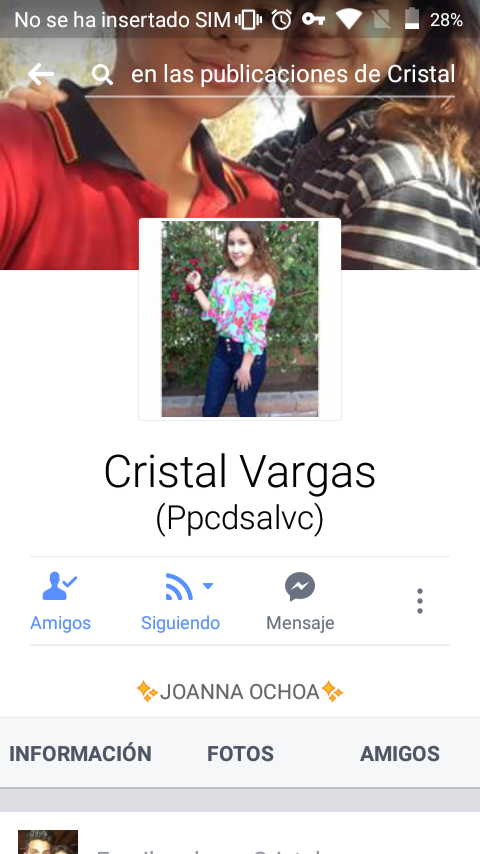 No se ha insertado SIM 28%
en las publicaciones de Cristal
Cristal Vargas
(Ppcdsalvc)
Amigos Siguiendo Mensaje
✨JOANNA OCHOA✨
INFORMACIÓN FOTOS AMIGOS